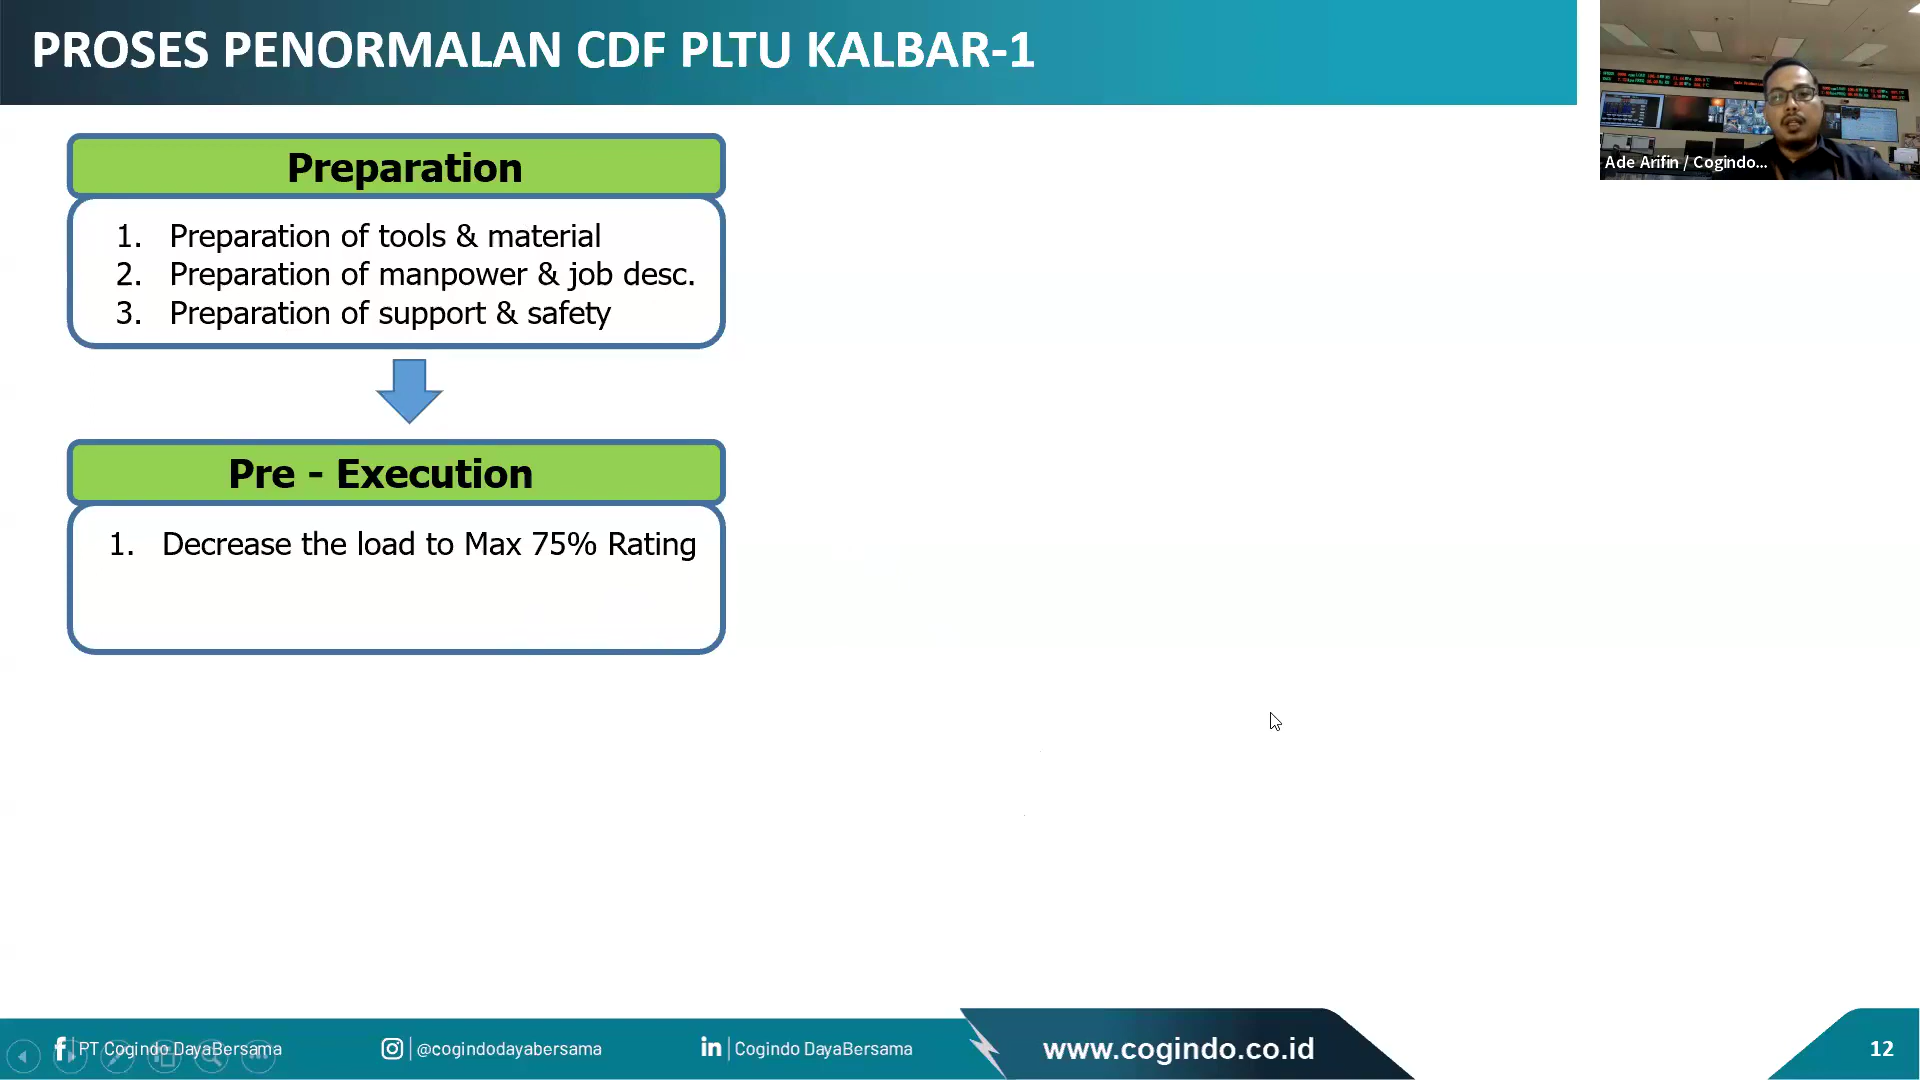 PROSES PENORMALAN CDF PLTU KALBAR-1
Ade Arifin / Cogindo...
Preparation
1. Preparation of tools & material
2. Preparation of manpower & job desc.
3. Preparation of support & safety
Pre - Execution
1. Decrease the load to Max 75% Rating
PT Cogindo DayaBersama
@cogindodayabersama
in Cogindo DayaBersama
www.cogindo.co.id
12